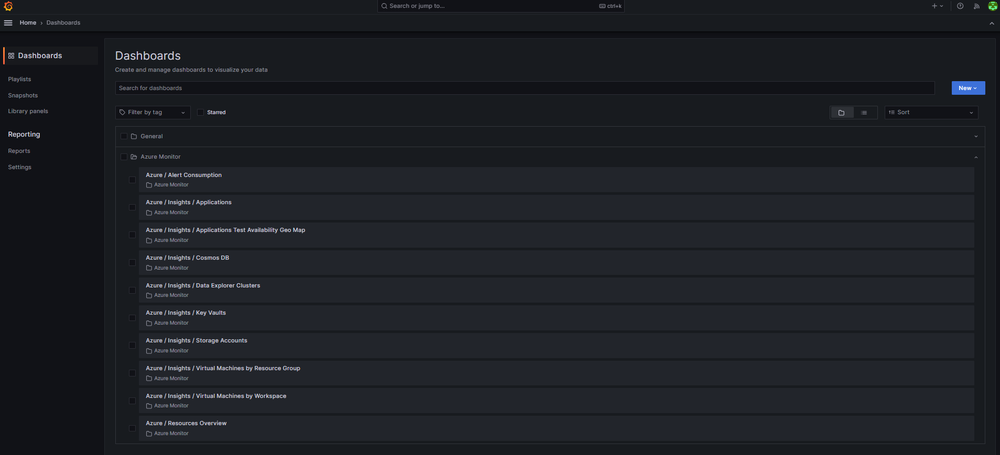 Search or jump to...
ctrl+k
Home › Dashboards
Dashboards
Playlists
Snapshots
Library panels
Reporting
Reports
Settings
Dashboards
Create and manage dashboards to visualize your data
Search for dashboards
New
Filter by tag
Starred
Sort
General
Azure Monitor
Azure / Alert Consumption
Azure Monitor
Azure / Insights / Applications
Azure Monitor
Azure / Insights / Applications Test Availability Geo Map
Azure Monitor
Azure / Insights / Cosmos DB
Azure Monitor
Azure / Insights / Data Explorer Clusters
Azure Monitor
Azure / Insights / Key Vaults
Azure Monitor
Azure / Insights / Storage Accounts
Azure Monitor
Azure / Insights / Virtual Machines by Resource Group
Azure Monitor
Azure / Insights / Virtual Machines by Workspace
Azure Monitor
Azure / Resources Overview
Azure Monitor